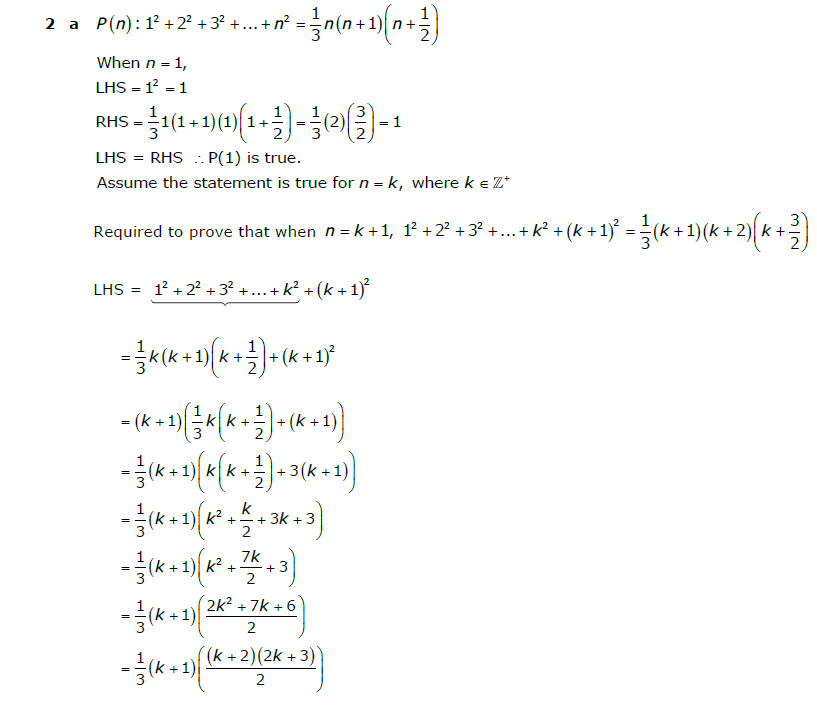 2 a P(n): 1² + 2² + 3² + ... + n² = 1/3 n(n + 1)(n + 1/2)
When n = 1,
LHS = 1² = 1
RHS = 1/3 1(1 + 1)(1)(1 + 1/2) = 1/3 (2)(3/2) = 1
LHS = RHS ∴ P(1) is true.
Assume the statement is true for n = k, where k ∈ ℤ⁺
Required to prove that when n = k + 1, 1² + 2² + 3² + ... + k² + (k + 1)² = 1/3 (k + 1)(k + 2)(k + 3/2)
LHS = 1² + 2² + 3² + ... + k² + (k + 1)²
= 1/3 k(k + 1)(k + 1/2) + (k + 1)²
= (k + 1)(1/3 k(k + 1/2) + (k + 1))
= 1/3 (k + 1)(k(k + 1/2) + 3(k + 1))
= 1/3 (k + 1)(k² + k/2 + 3k + 3)
= 1/3 (k + 1)(k² + 7k/2 + 3)
= 1/3 (k + 1)((2k² + 7k + 6)/2)
= 1/3 (k + 1)((k + 2)(2k + 3)/2)